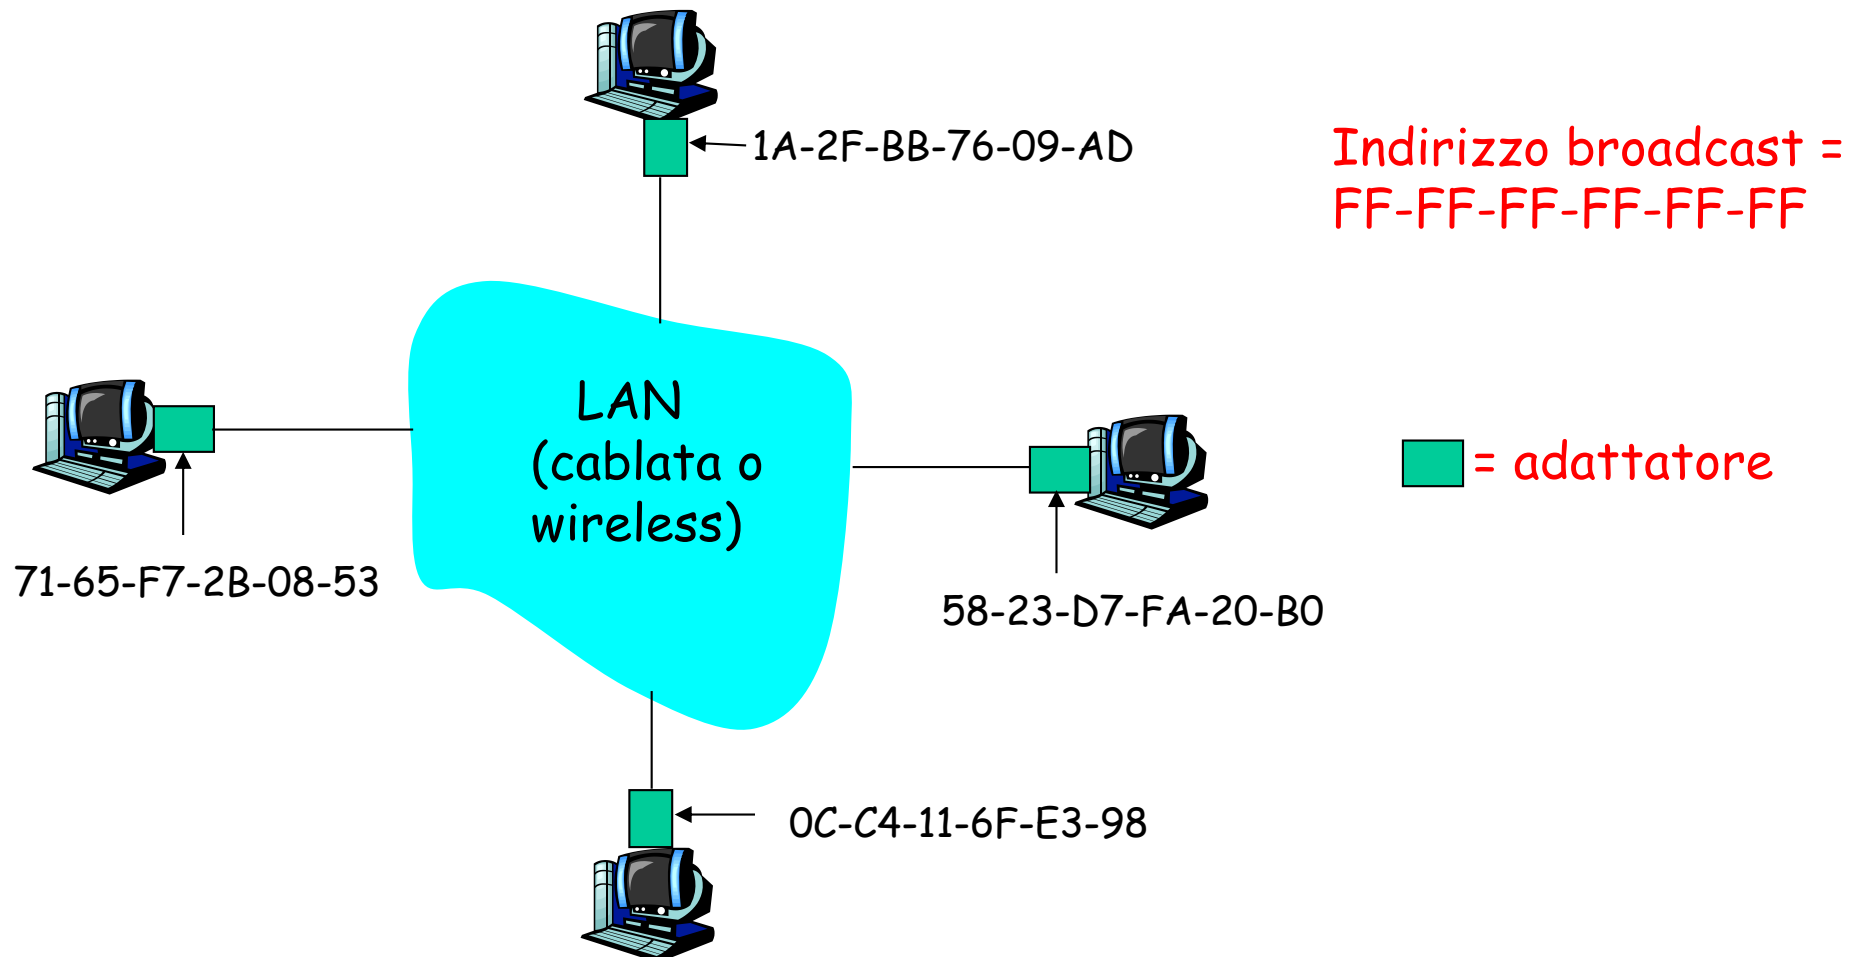 1A-2F-BB-76-09-AD
Indirizzo broadcast =
FF-FF-FF-FF-FF-FF
LAN
(cablata o
wireless)
= adattatore
71-65-F7-2B-08-53
58-23-D7-FA-20-B0
0C-C4-11-6F-E3-98